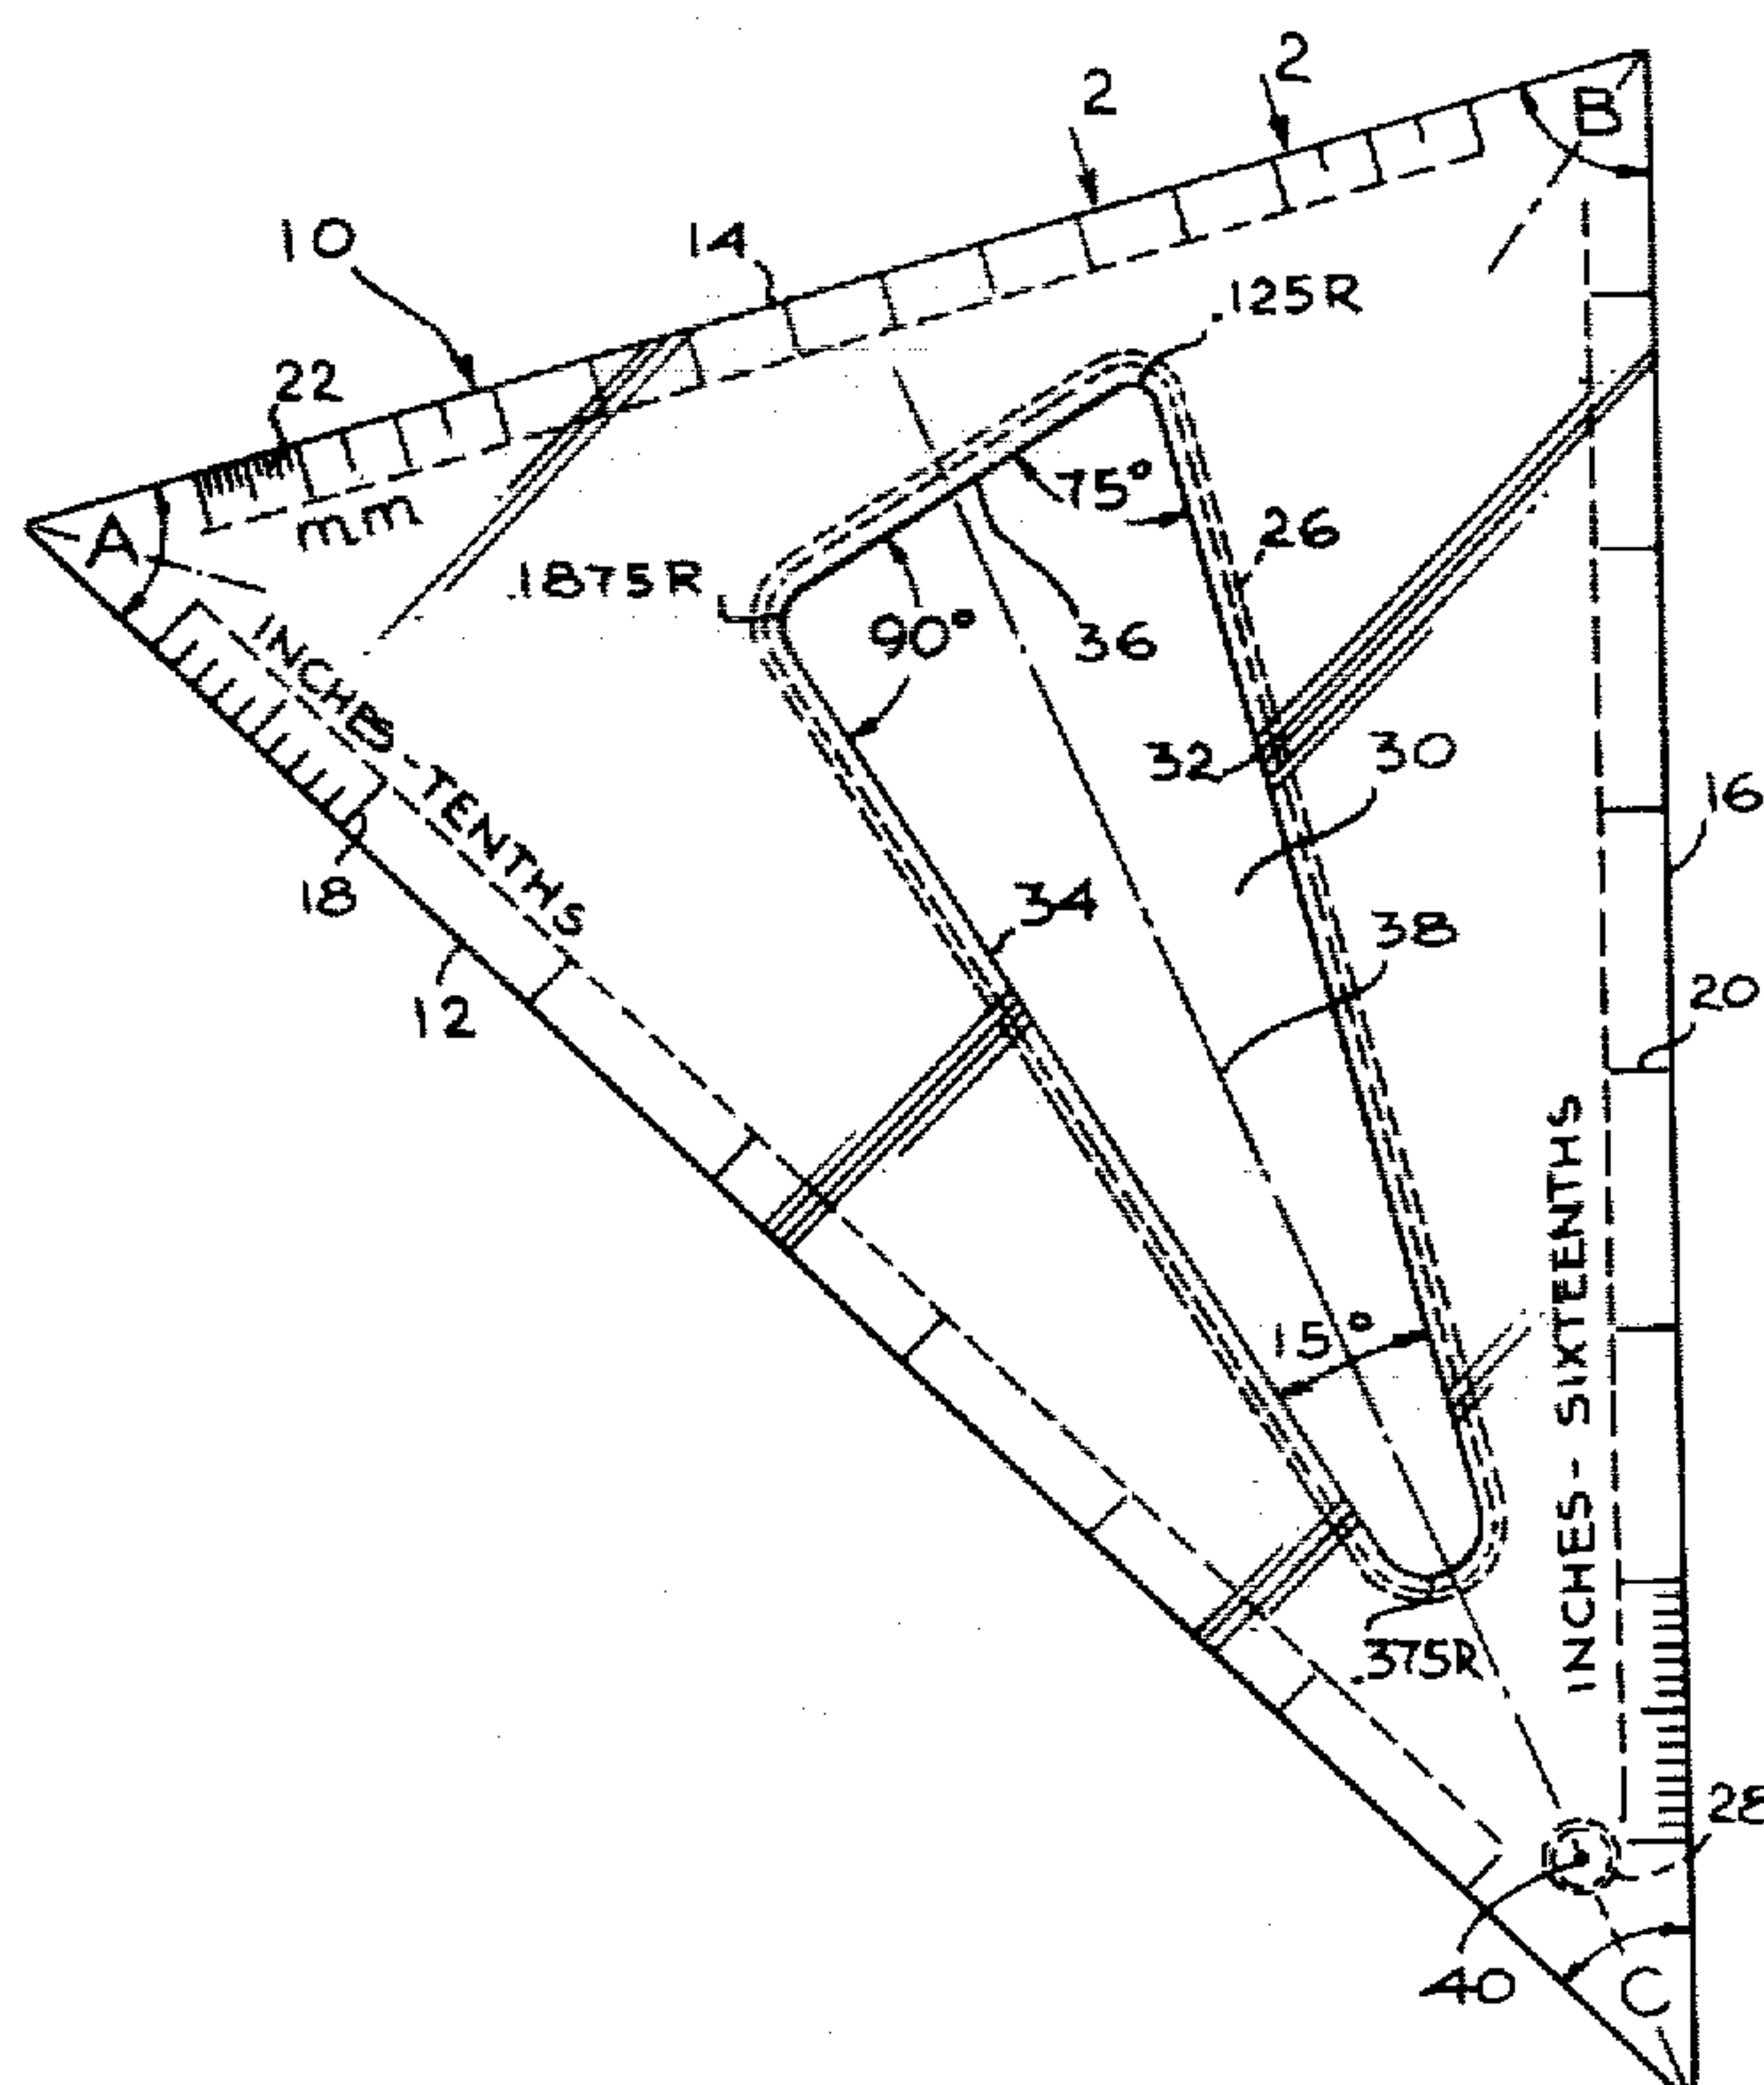 2
2
B
10
14
.125R
22
mm
A
75°
26
.1875R
90°
36
INCHES-TENTHS
32
30
16
18
34
38
12
20
15°
INCHES-SIXTEENTHS
.375R
28
40
C